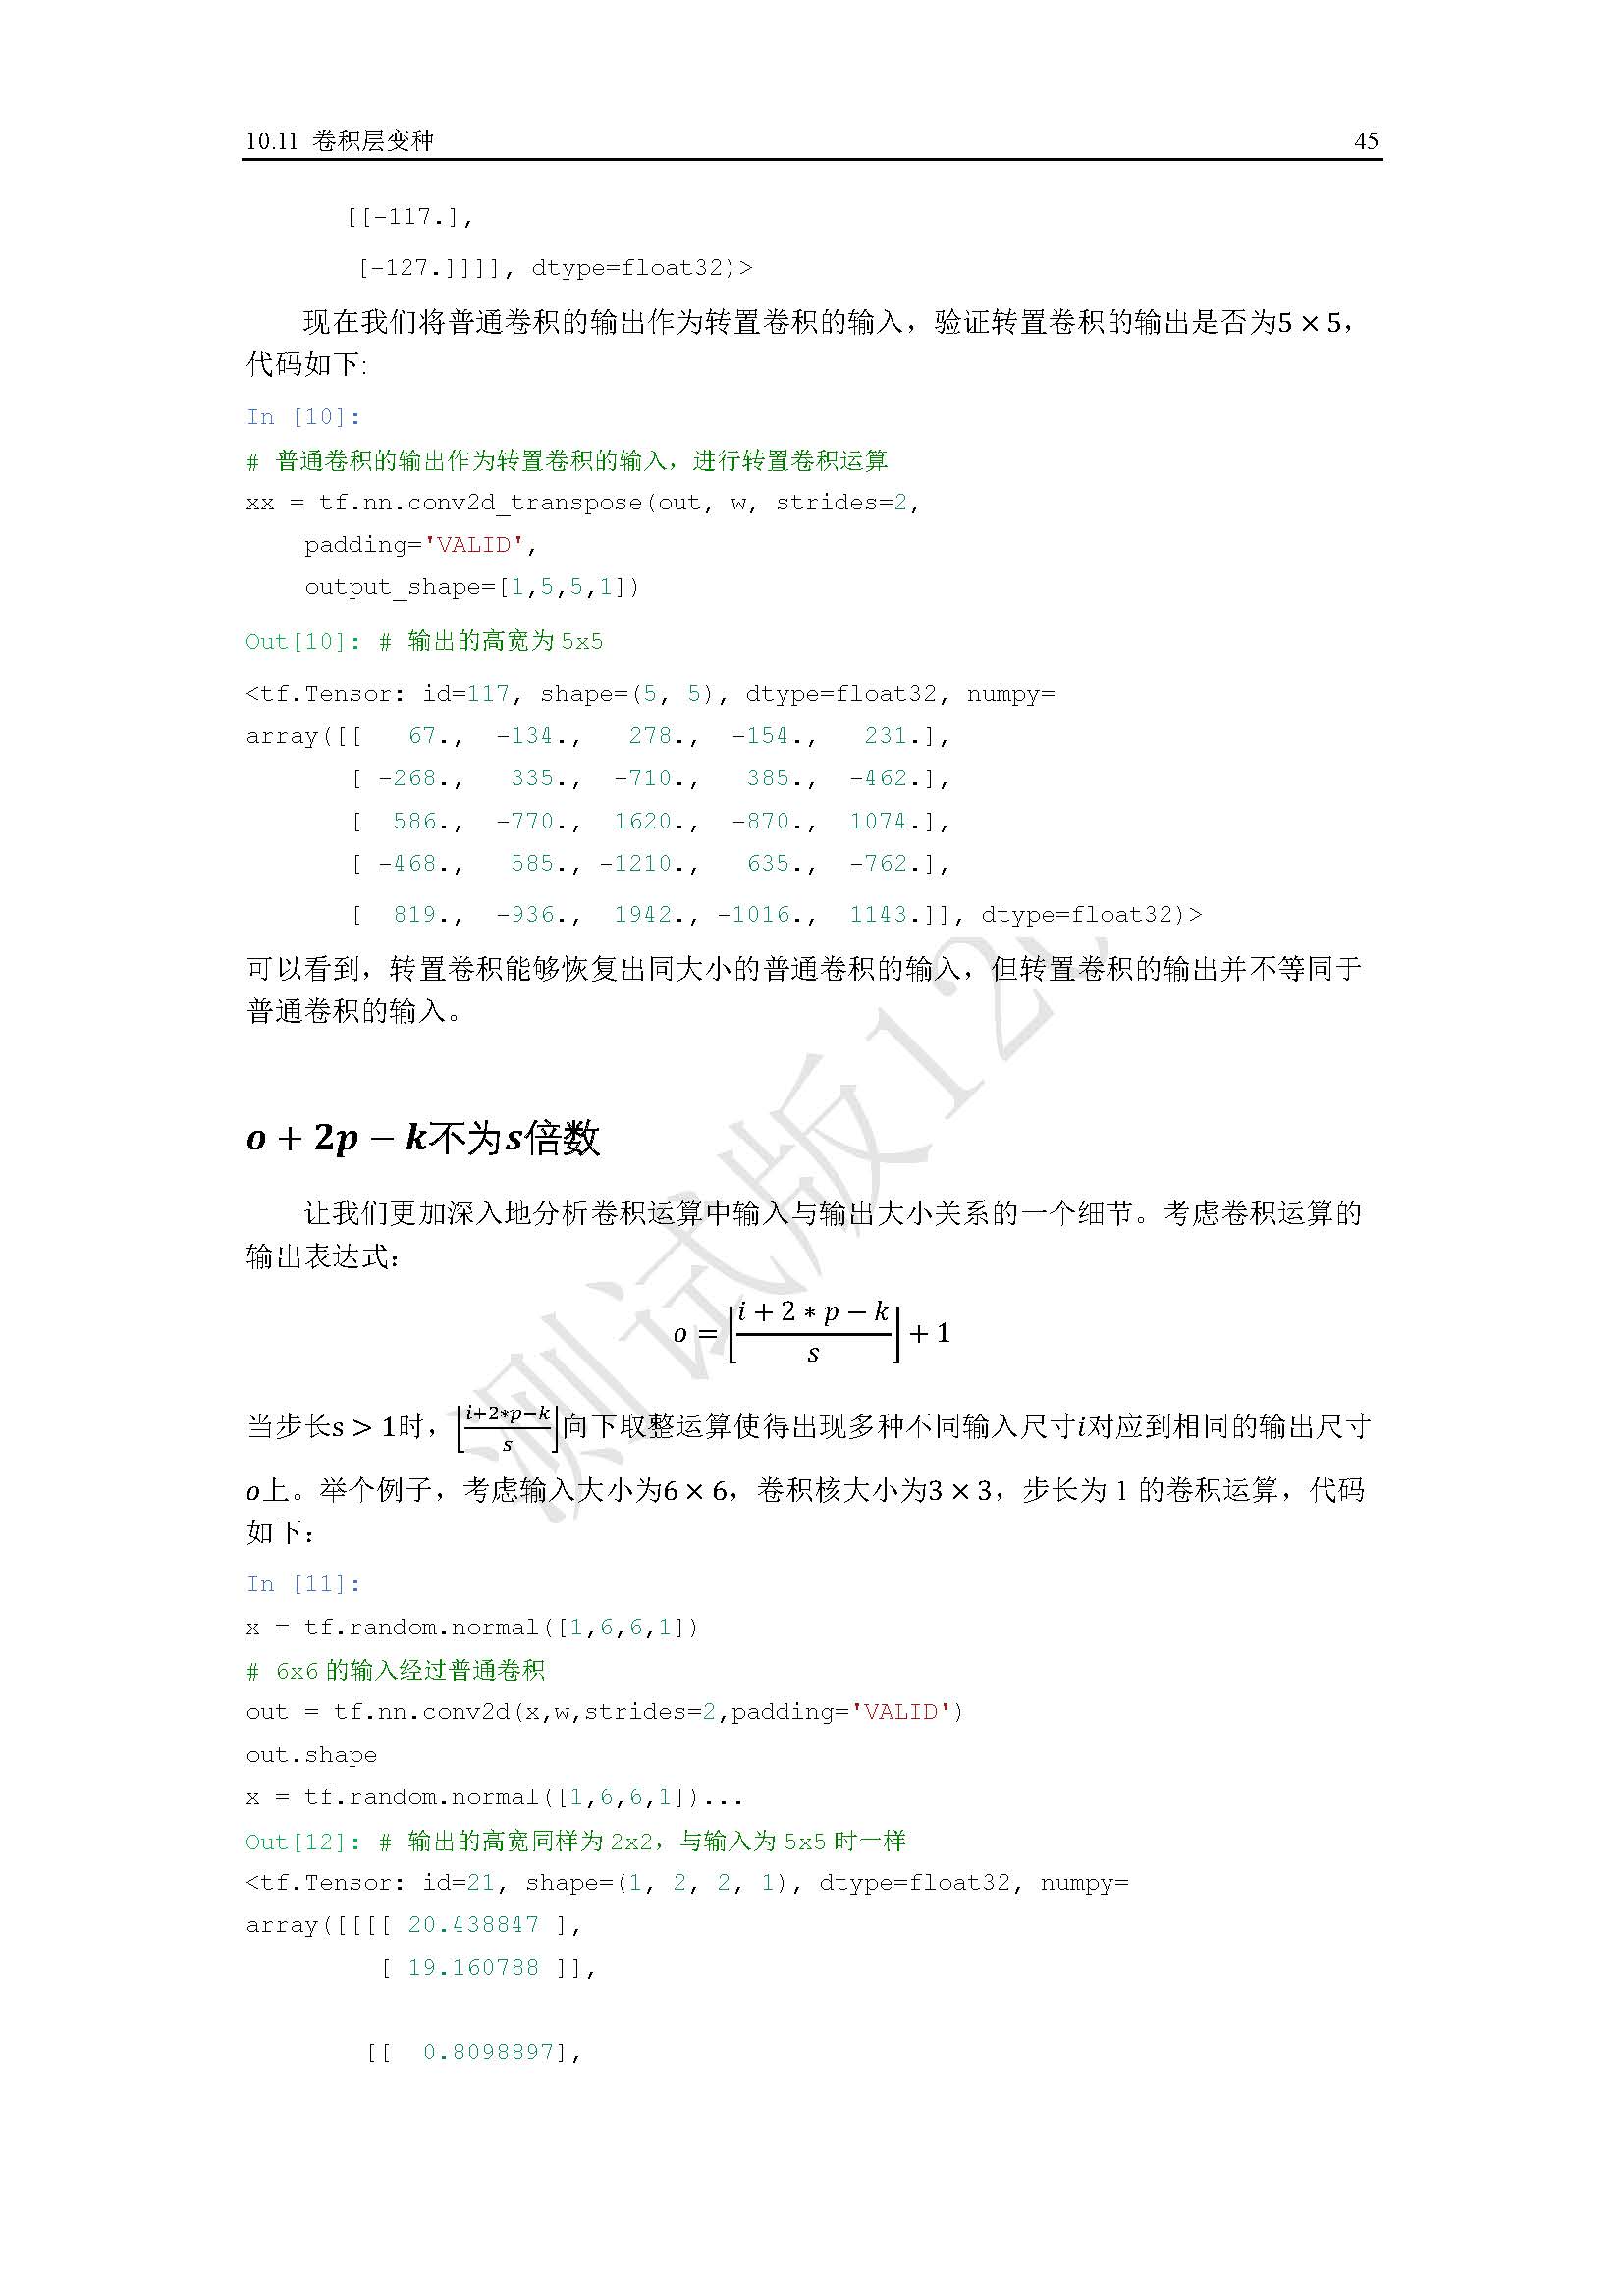 10.11 卷积层变种 45
[[-117.],
[-127.]]]], dtype=float32)>
现在我们将普通卷积的输出作为转置卷积的输入，验证转置卷积的输出是否为5 × 5，
代码如下:
In [10]:
# 普通卷积的输出作为转置卷积的输入，进行转置卷积运算
xx = tf.nn.conv2d_transpose(out, w, strides=2,
padding='VALID',
output_shape=[1,5,5,1])
Out[10]: # 输出的高宽为 5x5
<tf.Tensor: id=117, shape=(5, 5), dtype=float32, numpy=
array([[ 67., -134., 278., -154., 231.],
[ -268., 335., -710., 385., -462.],
[ 586., -770., 1620., -870., 1074.],
[ -468., 585., -1210., 635., -762.],
[ 819., -936., 1942., -1016., 1143.]], dtype=float32)>
可以看到，转置卷积能够恢复出同大小的普通卷积的输入，但转置卷积的输出并不等同于
普通卷积的输入。
o + 2p − k不为s倍数
让我们更加深入地分析卷积运算中输入与输出大小关系的一个细节。考虑卷积运算的
输出表达式：
o = ⌊(i + 2 ∗ p − k)/s⌋ + 1
当步长s > 1时，⌊(i+2∗p−k)/s⌋向下取整运算使得出现多种不同输入尺寸i对应到相同的输出尺寸
o上。举个例子，考虑输入大小为6 × 6，卷积核大小为3 × 3，步长为 1 的卷积运算，代码
如下：
In [11]:
x = tf.random.normal([1,6,6,1])
# 6x6 的输入经过普通卷积
out = tf.nn.conv2d(x,w,strides=2,padding='VALID')
out.shape
x = tf.random.normal([1,6,6,1])...
Out[12]: # 输出的高宽同样为 2x2，与输入为 5x5 时一样
<tf.Tensor: id=21, shape=(1, 2, 2, 1), dtype=float32, numpy=
array([[[[ 20.438847 ],
[ 19.160788 ]],
[[ 0.8098897],
测试版12